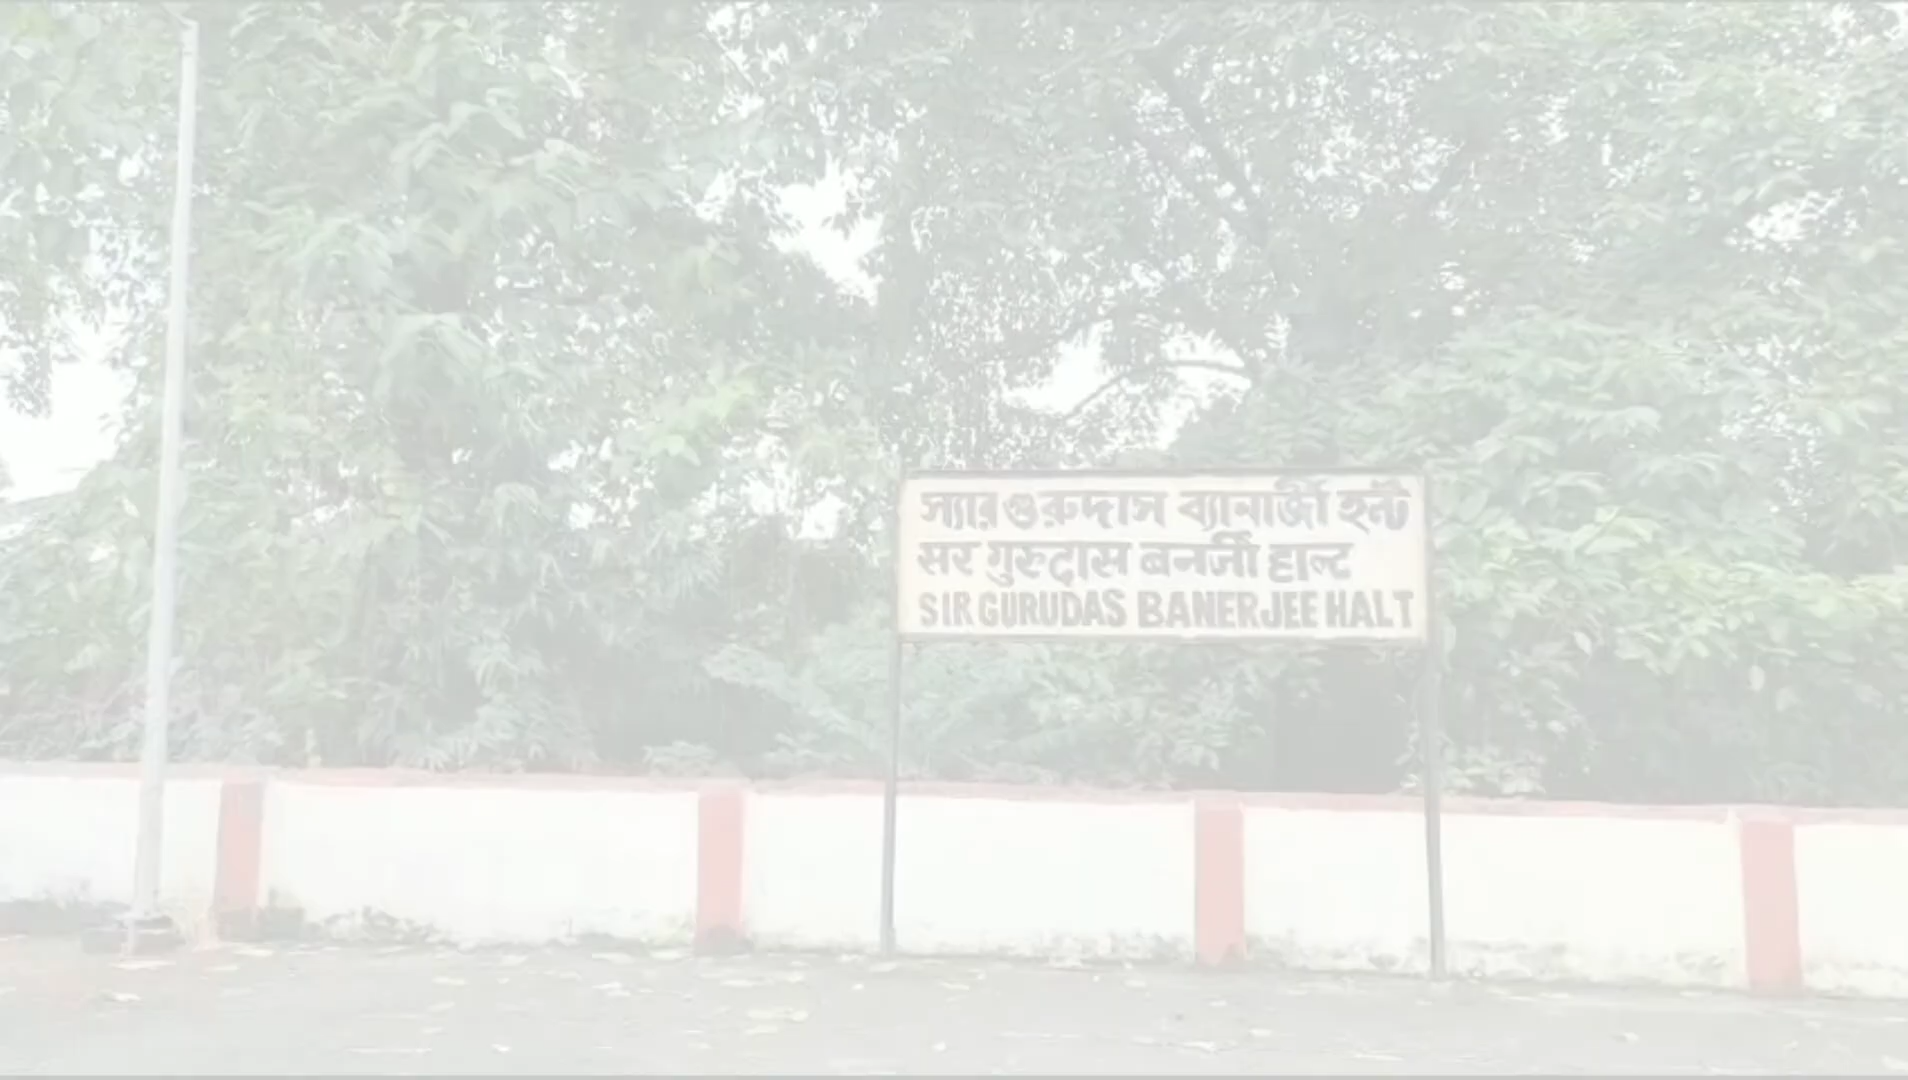 স্যার গুরুদাস ব্যানার্জী হল্ট
सर गुरुदास बनर्जी हाल्ट
SIR GURUDAS BANERJEE HALT